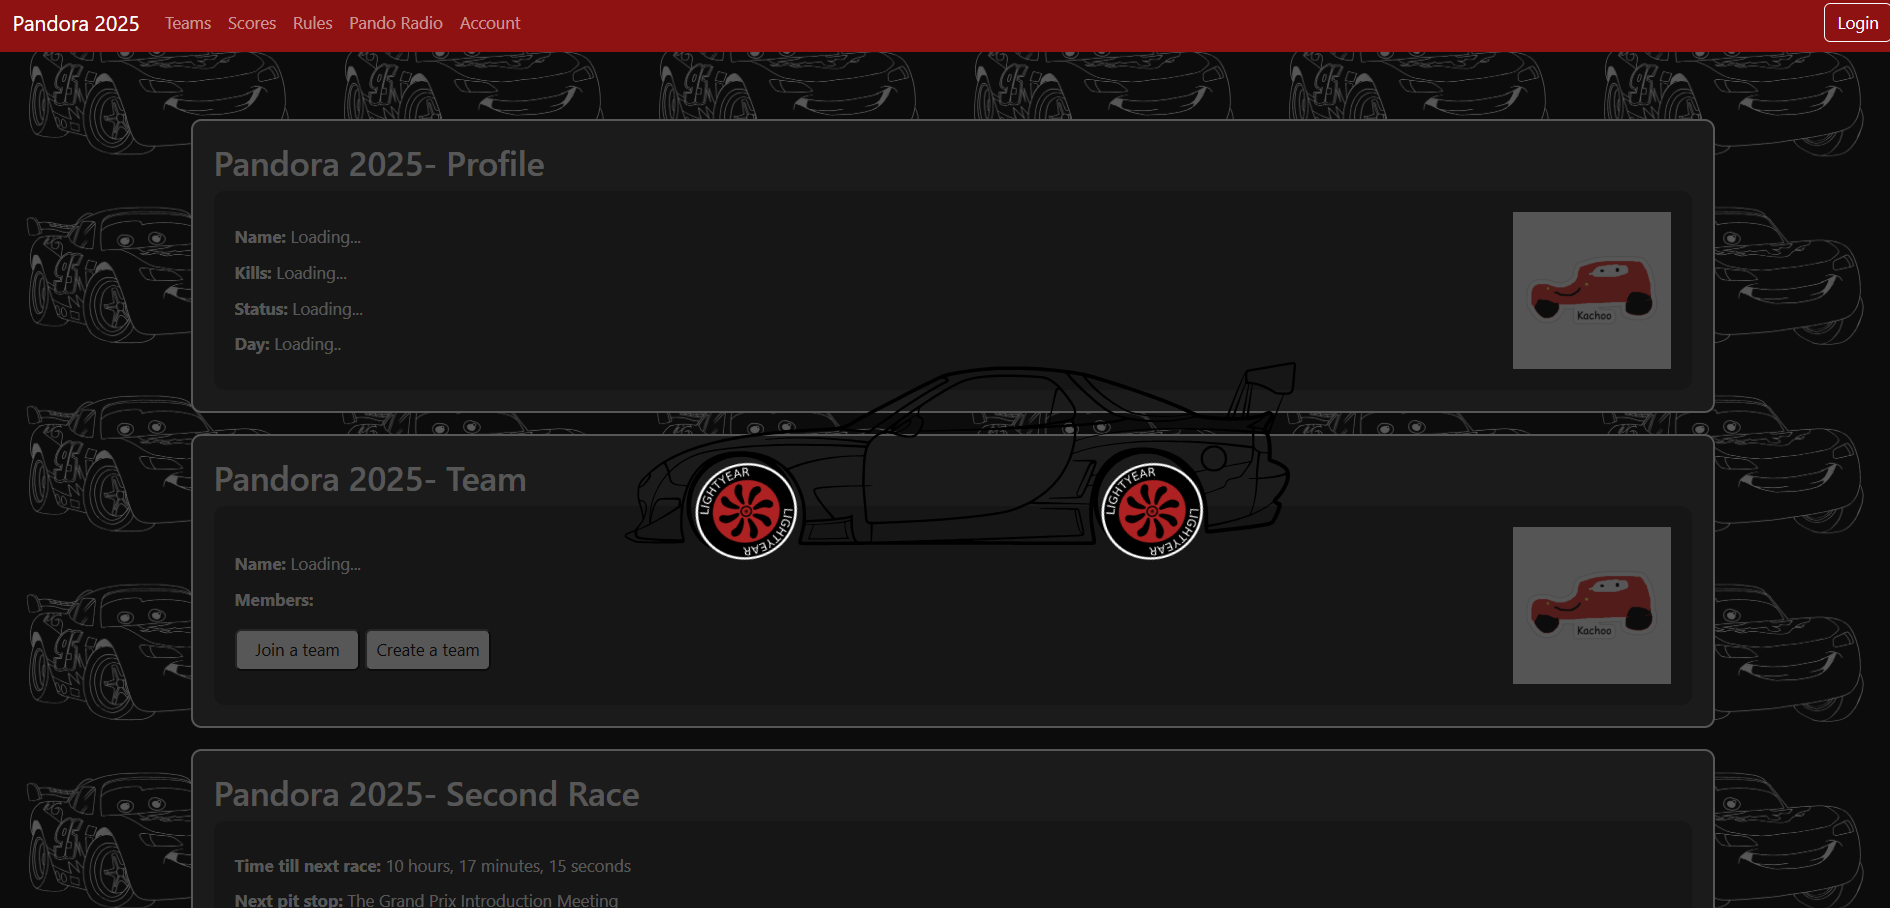 Pandora 2025 Teams Scores Rules Pando Radio Account Login
Pandora 2025- Profile
Name: Loading...
Kills: Loading...
Status: Loading...
Day: Loading..
Kachoo
Pandora 2025- Team
LIGHTYEAR LIGHTYEAR LIGHTYEAR
LIGHTYEAR LIGHTYEAR LIGHTYEAR
Name: Loading...
Members:
Join a team Create a team
Kachoo
Pandora 2025- Second Race
Time till next race: 10 hours, 17 minutes, 15 seconds
Next pit stop: The Grand Prix Introduction Meeting